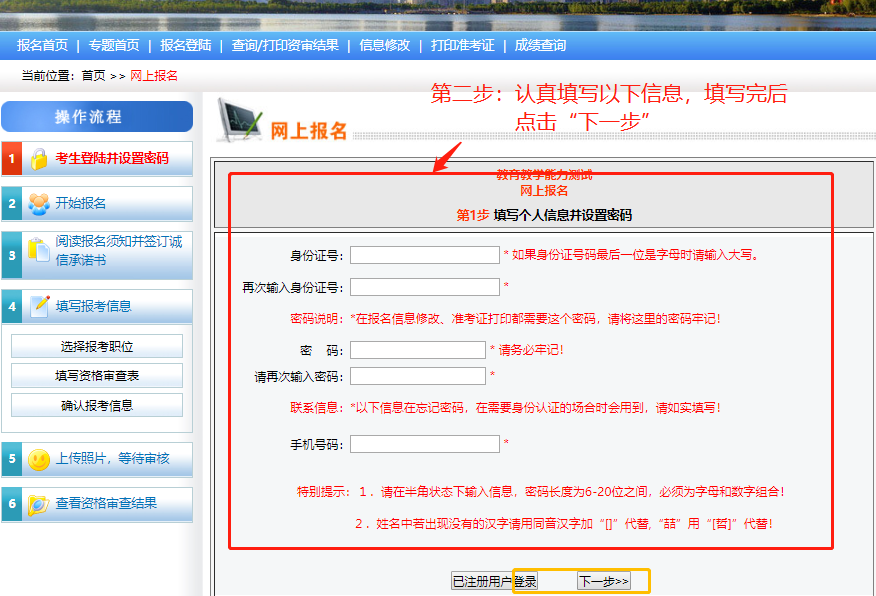 报名首页 | 专题首页 | 报名登陆 | 查询/打印资审结果 | 信息修改 | 打印准考证 | 成绩查询
当前位置: 首页 >> 网上报名
第二步：认真填写以下信息，填写完后
点击“下一步”
操作流程
1 考生登陆并设置密码
2 开始报名
3 阅读报名须知并签订诚
信承诺书
4 填写报考信息
选择报考职位
填写资格审查表
确认报考信息
5 上传照片，等待审核
6 查看资格审查结果
网上报名
教育教学能力测试
网上报名
第1步 填写个人信息并设置密码
身份证号: * 如果身份证号码最后一位是字母时请输入大写。
再次输入身份证号: *
密码说明: *在报名信息修改、准考证打印都需要这个密码，请将这里的密码牢记!
密 码: * 请务必牢记!
请再次输入密码: *
联系信息: *以下信息在忘记密码，在需要身份认证的场合时会用到，请如实填写!
手机号码: *
特别提示: 1 . 请在半角状态下输入信息，密码长度为6-20位之间，必须为字母和数字组合!
2 . 姓名中若出现没有的汉字请用同音汉字加“[]”代替,“喆”用“[哲]”代替!
已注册用户登录 下一步>>